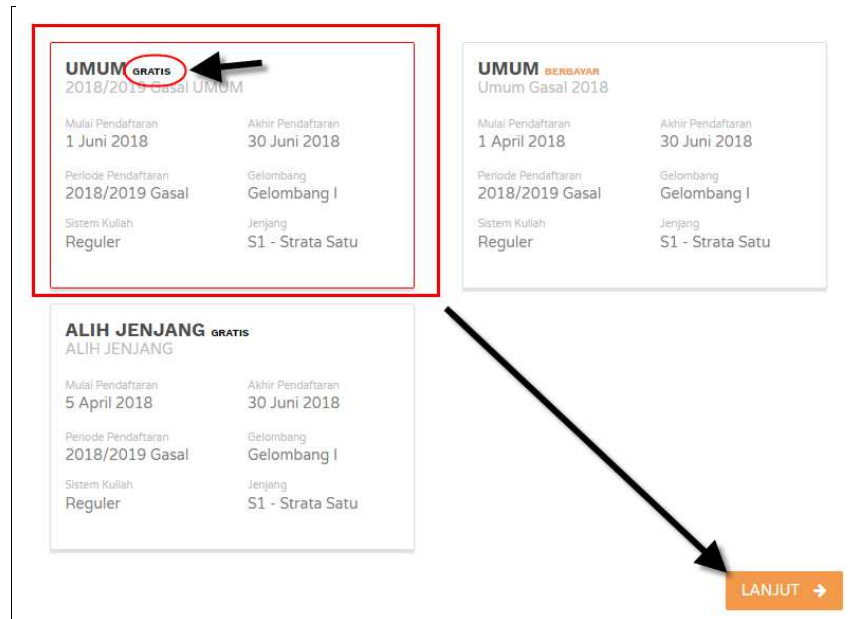 UMUM GRATIS
2018/2019 Gasal UMUM
Mulai Pendaftaran Akhir Pendaftaran
1 Juni 2018 30 Juni 2018
Periode Pendaftaran Gelombang
2018/2019 Gasal Gelombang I
Sistem Kuliah Jenjang
Reguler S1 - Strata Satu
UMUM BERBAYAR
Umum Gasal 2018
Mulai Pendaftaran Akhir Pendaftaran
1 April 2018 30 Juni 2018
Periode Pendaftaran Gelombang
2018/2019 Gasal Gelombang I
Sistem Kuliah Jenjang
Reguler S1 - Strata Satu
ALIH JENJANG GRATIS
ALIH JENJANG
Mulai Pendaftaran Akhir Pendaftaran
5 April 2018 30 Juni 2018
Periode Pendaftaran Gelombang
2018/2019 Gasal Gelombang I
Sistem Kuliah Jenjang
Reguler S1 - Strata Satu
LANJUT